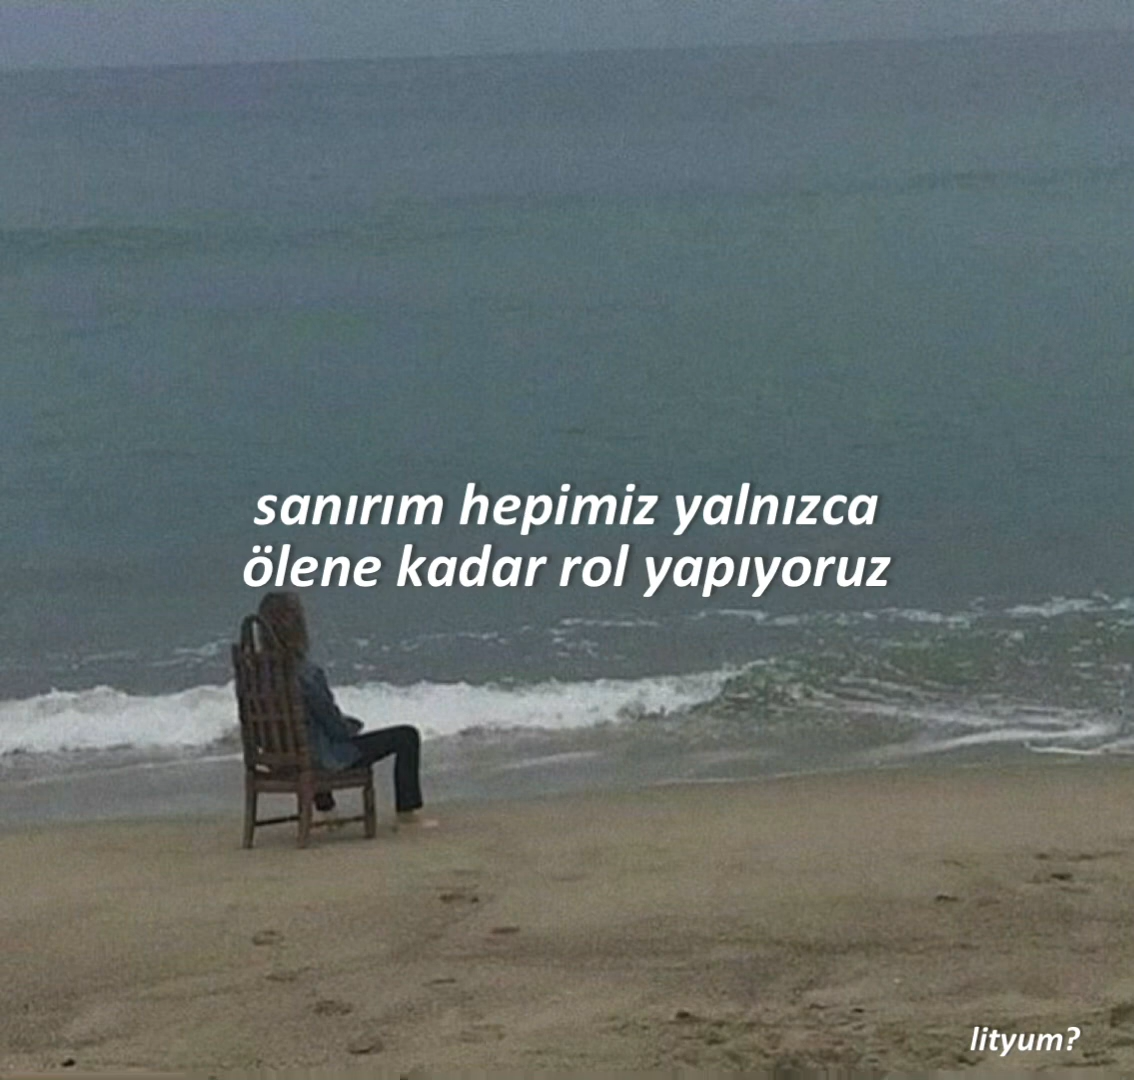 sanırım hepimiz yalnızca
ölene kadar rol yapıyoruz
lityum?